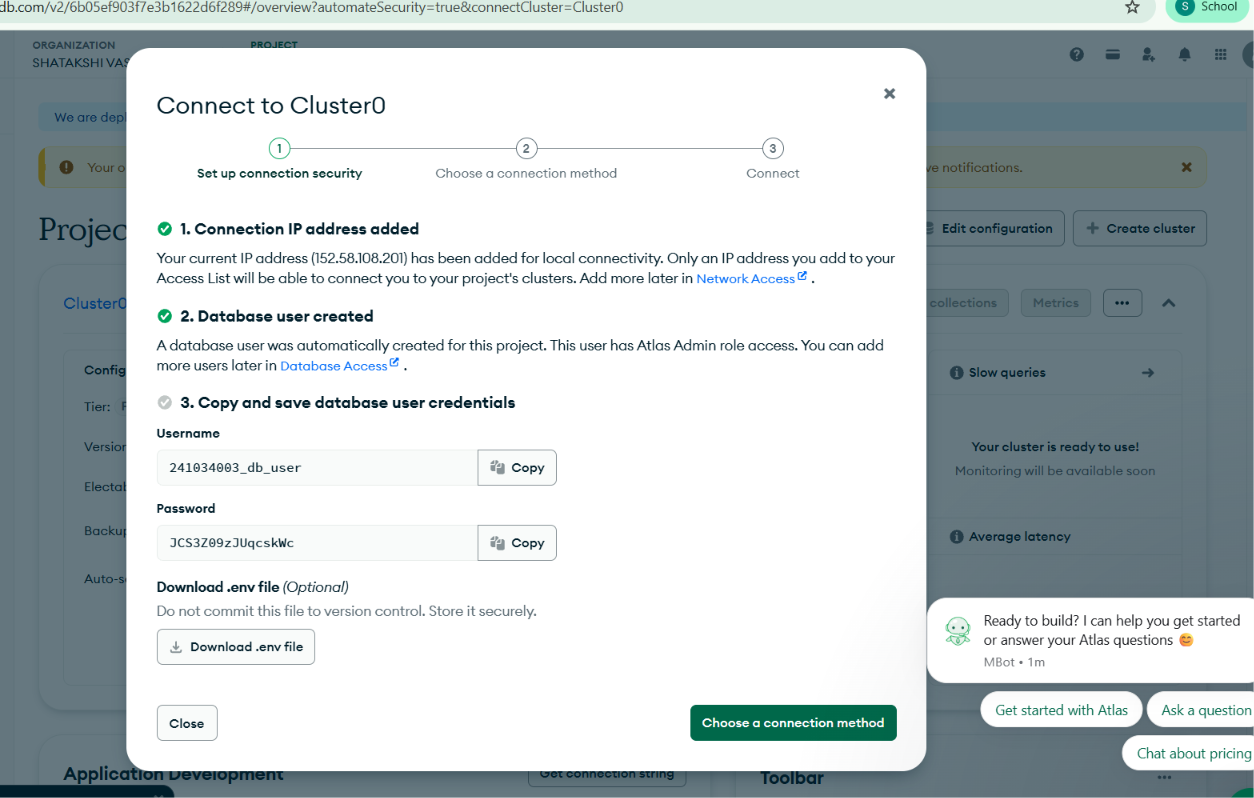 db.com/v2/6b05ef903f7e3b1622d6f289#/overview?automateSecurity=true&connectCluster=Cluster0
S School
ORGANIZATION
SHATAKSHI VAS
PROJECT
We are depl
Your o
ve notifications.
Projec
Edit configuration
+ Create cluster
Cluster0
collections
Metrics
Config
Tier:
Version
Electab
Backup
Auto-s
Slow queries
Your cluster is ready to use!
Monitoring will be available soon
Average latency
Connect to Cluster0
1
2
3
Set up connection security
Choose a connection method
Connect
1. Connection IP address added
Your current IP address (152.58.108.201) has been added for local connectivity. Only an IP address you add to your
Access List will be able to connect you to your project's clusters. Add more later in Network Access .
2. Database user created
A database user was automatically created for this project. This user has Atlas Admin role access. You can add
more users later in Database Access .
3. Copy and save database user credentials
Username
241034003_db_user
Copy
Password
JCS3Z09zJUqcskWc
Copy
Download .env file (Optional)
Do not commit this file to version control. Store it securely.
Download .env file
Close
Choose a connection method
Ready to build? I can help you get started
or answer your Atlas questions 😊
MBot • 1m
Get started with Atlas
Ask a question
Chat about pricing
Application Development
Get connection string
Toolbar